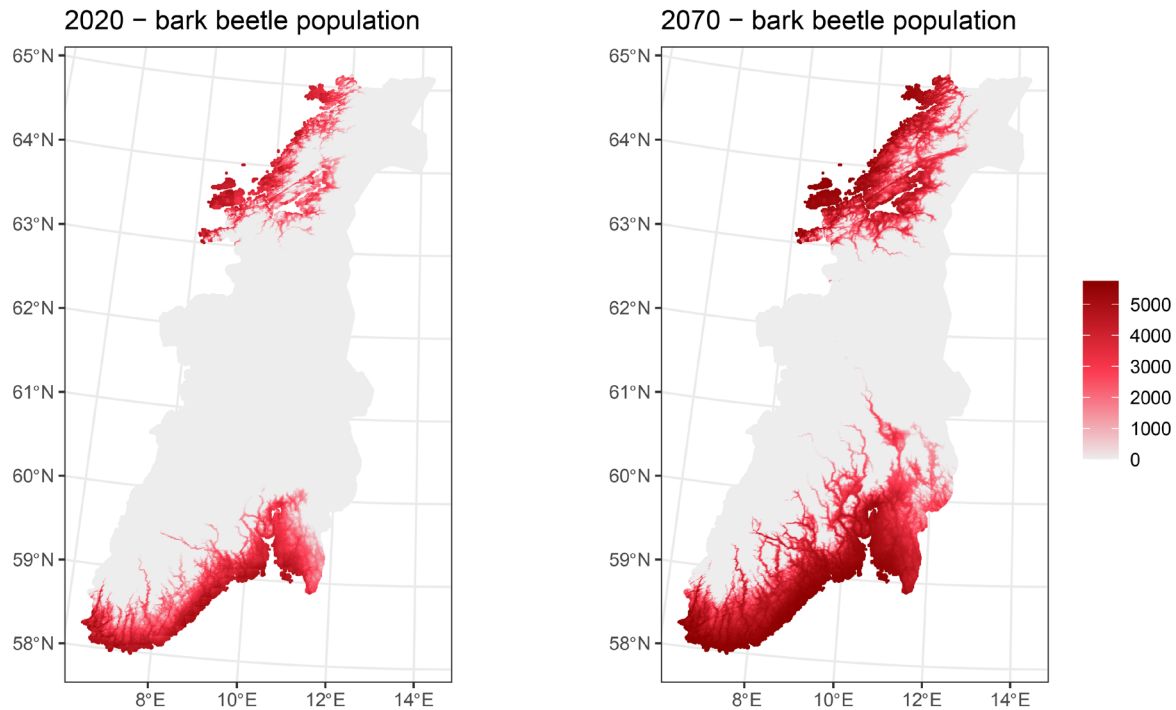 2020 − bark beetle population
65°N
64°N
63°N
62°N
61°N
60°N
59°N
58°N
8°E 10°E 12°E 14°E
2070 − bark beetle population
65°N
64°N
63°N
62°N
61°N
60°N
59°N
58°N
8°E 10°E 12°E 14°E
5000
4000
3000
2000
1000
0